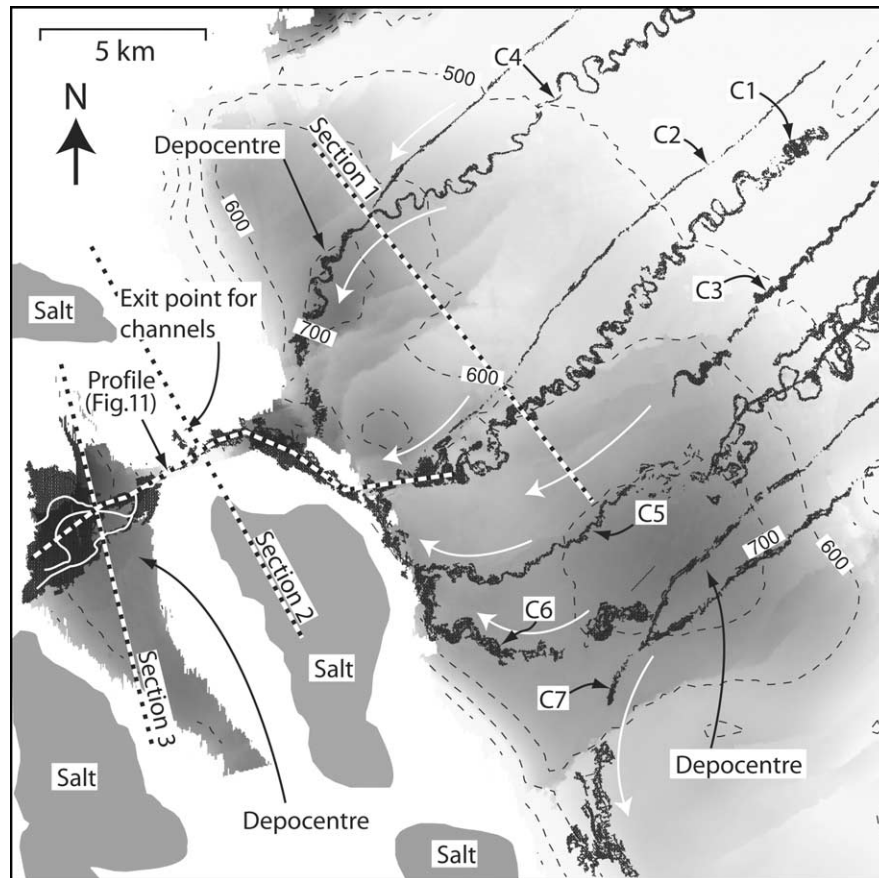 5 km
N
500
C4
C1
C2
Depocentre
Section 1
600
C3
Salt
Exit point for
channels
700
600
Profile
(Fig.11)
C5
700
600
Section 2
C6
Section 3
Salt
C7
Salt
Depocentre
Depocentre
Salt